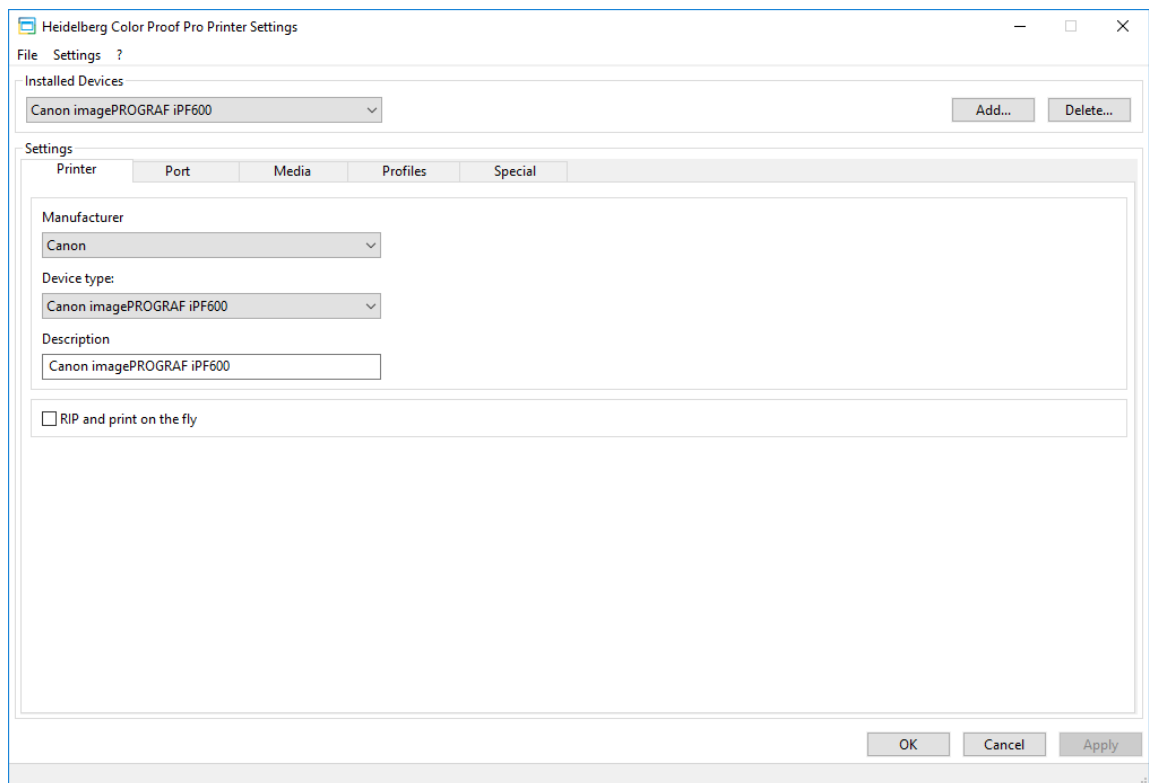 Heidelberg Color Proof Pro Printer Settings
File Settings ?
Installed Devices
Canon imagePROGRAF iPF600 Add... Delete...
Settings
Printer Port Media Profiles Special
Manufacturer
Canon
Device type:
Canon imagePROGRAF iPF600
Description
Canon imagePROGRAF iPF600
RIP and print on the fly
OK Cancel Apply